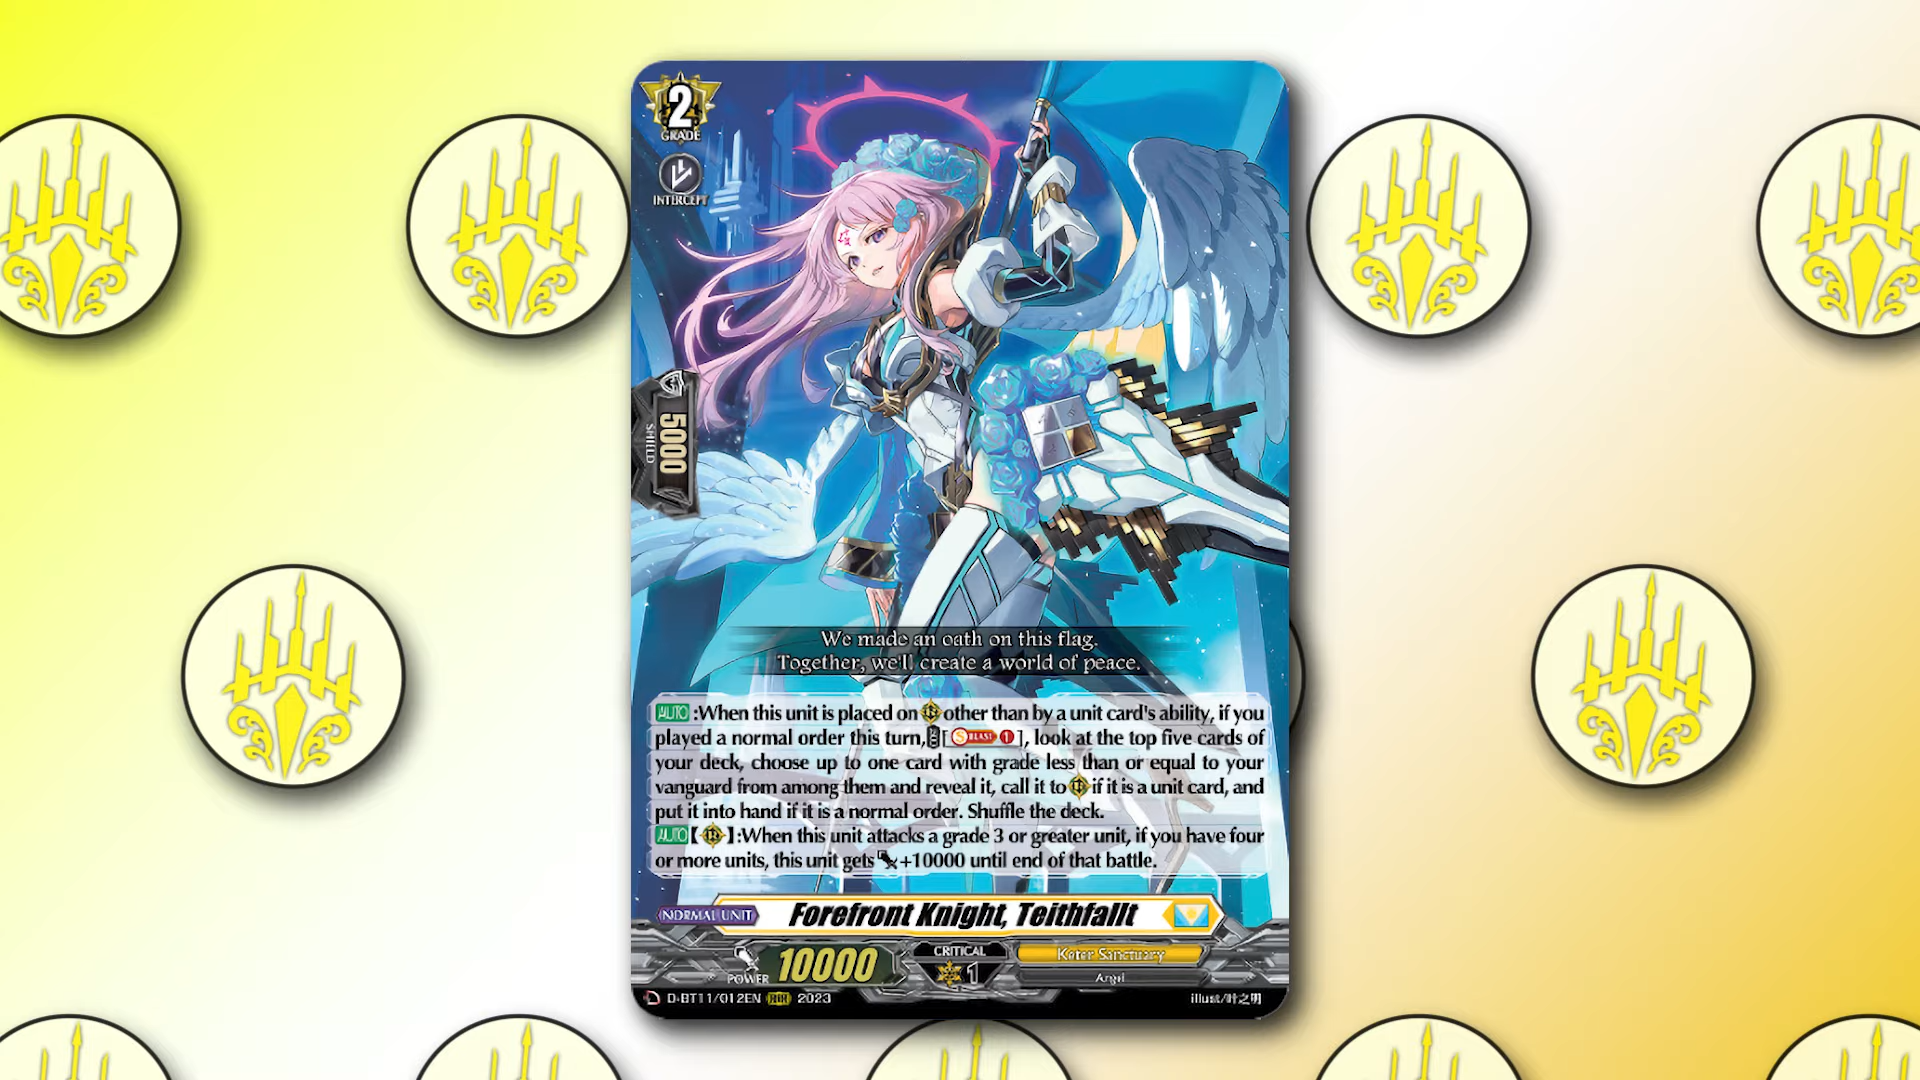 2
GRADE
INTERCEPT
5000
SHIELD
We made an oath on this flag.
Together, we'll create a world of peace.
AUTO :When this unit is placed on R other than by a unit card's ability, if you
played a normal order this turn, [S BLAST 1], look at the top five cards of
your deck, choose up to one card with grade less than or equal to your
vanguard from among them and reveal it, call it to R if it is a unit card, and
put it into hand if it is a normal order. Shuffle the deck.
AUTO【R】:When this unit attacks a grade 3 or greater unit, if you have four
or more units, this unit gets +10000 until end of that battle.
NORMAL UNIT
Forefront Knight, Teithfallt
POWER 10000
CRITICAL
1
Keter Sanctuary
Angel
D-BT11/012EN RRR 2023
illust/叶之明